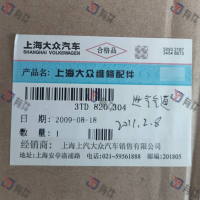 上海大众汽车
SHANGHAI VOLKSWAGEN
合格品
产品名: 上海大众维修配件
3TD 820 304
日 期: 2009-08-18
数 量: 1
2011.2.8
经销商: 上海上汽大众汽车销售有限公司
地址: 上海安亭洛浦路 电话: 021-59561888 邮编: 201805